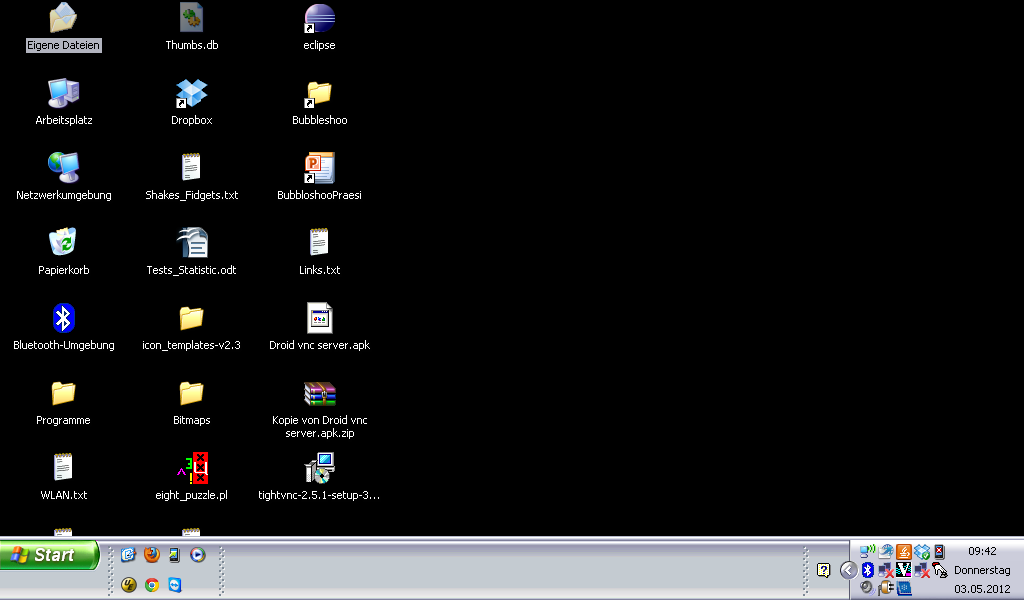 Eigene Dateien
Thumbs.db
eclipse
Arbeitsplatz
Dropbox
Bubbleshoo
Netzwerkumgebung
Shakes_Fidgets.txt
BubbloshooPraesi
Papierkorb
Tests_Statistic.odt
Links.txt
Bluetooth-Umgebung
icon_templates-v2.3
Droid vnc server.apk
Programme
Bitmaps
Kopie von Droid vnc
server.apk.zip
WLAN.txt
eight_puzzle.pl
tightvnc-2.5.1-setup-3...
Start
09:42
Donnerstag
03.05.2012